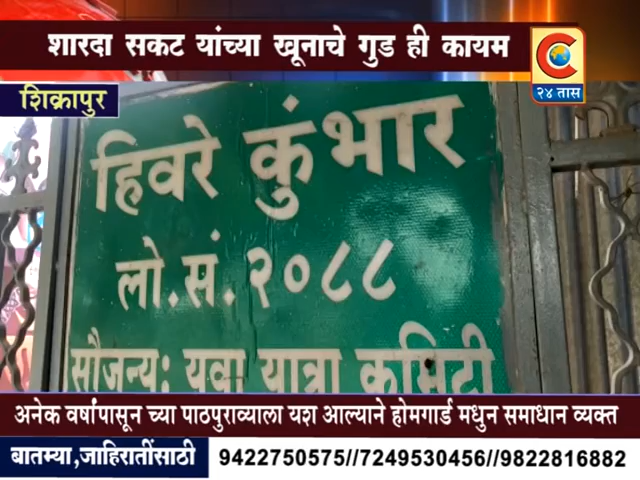 शारदा सकट यांच्या खूनाचे गुड ही कायम
C
२४ तास
शिक्रापुर
हिवरे कुंभार
लो.सं.२०८८
सौजन्य: युवा यात्रा कमिटी
अनेक वर्षांपासून च्या पाठपुराव्याला यश आल्याने होमगार्ड मधुन समाधान व्यक्त
बातम्या,जाहिरातींसाठी
9422750575//7249530456//9822816882